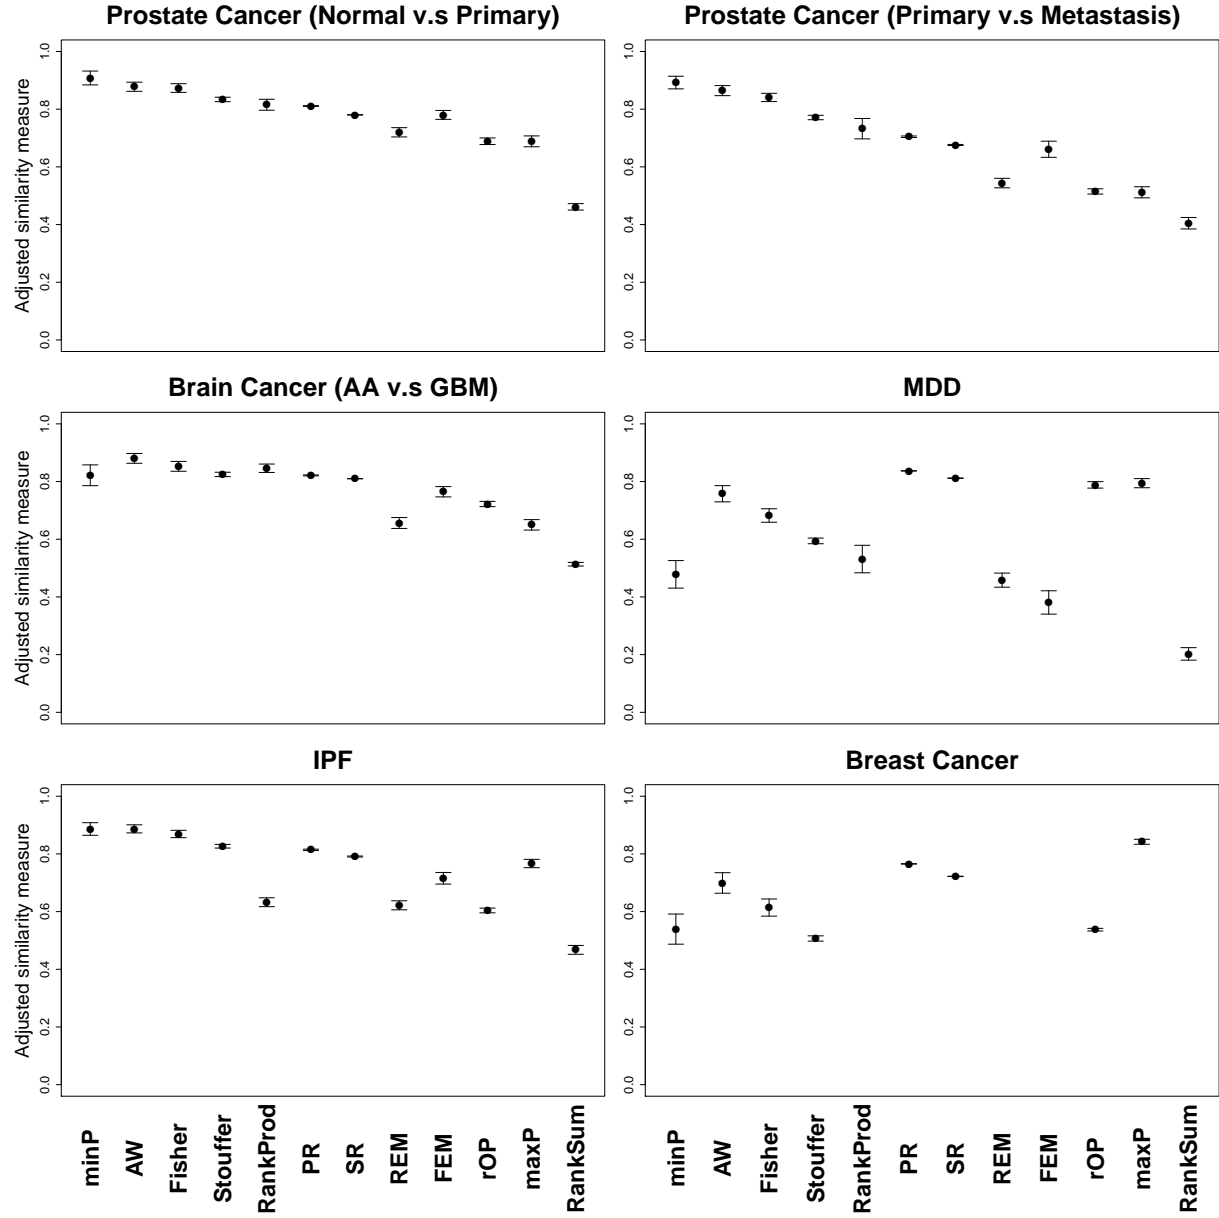 Prostate Cancer (Normal v.s Primary)
Prostate Cancer (Primary v.s Metastasis)
Adjusted similarity measure
1.0
0.8
0.6
0.4
0.2
0.0
1.0
0.8
0.6
0.4
0.2
0.0
Brain Cancer (AA v.s GBM)
MDD
Adjusted similarity measure
1.0
0.8
0.6
0.4
0.2
0.0
1.0
0.8
0.6
0.4
0.2
0.0
IPF
Breast Cancer
Adjusted similarity measure
1.0
0.8
0.6
0.4
0.2
0.0
1.0
0.8
0.6
0.4
0.2
0.0
minP
AW
Fisher
Stouffer
RankProd
PR
SR
REM
FEM
rOP
maxP
RankSum
minP
AW
Fisher
Stouffer
RankProd
PR
SR
REM
FEM
rOP
maxP
RankSum